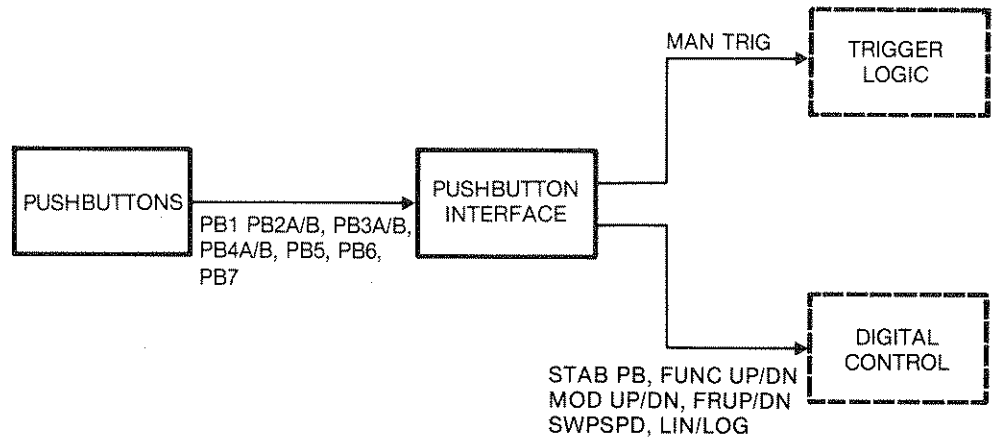 MAN TRIG
TRIGGER
LOGIC
PUSHBUTTONS
PB1 PB2A/B, PB3A/B,
PB4A/B, PB5, PB6,
PB7
PUSHBUTTON
INTERFACE
DIGITAL
CONTROL
STAB PB, FUNC UP/DN
MOD UP/DN, FRUP/DN
SWPSPD, LIN/LOG